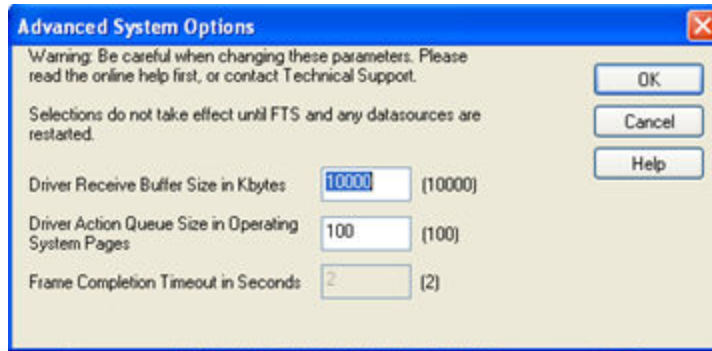 Advanced System Options
Warning: Be careful when changing these parameters. Please
read the online help first, or contact Technical Support.
OK
Selections do not take effect until FTS and any datasources are
restarted.
Cancel
Help
Driver Receive Buffer Size in Kbytes 10000 (10000)
Driver Action Queue Size in Operating
System Pages 100 (100)
Frame Completion Timeout in Seconds 2 (2)